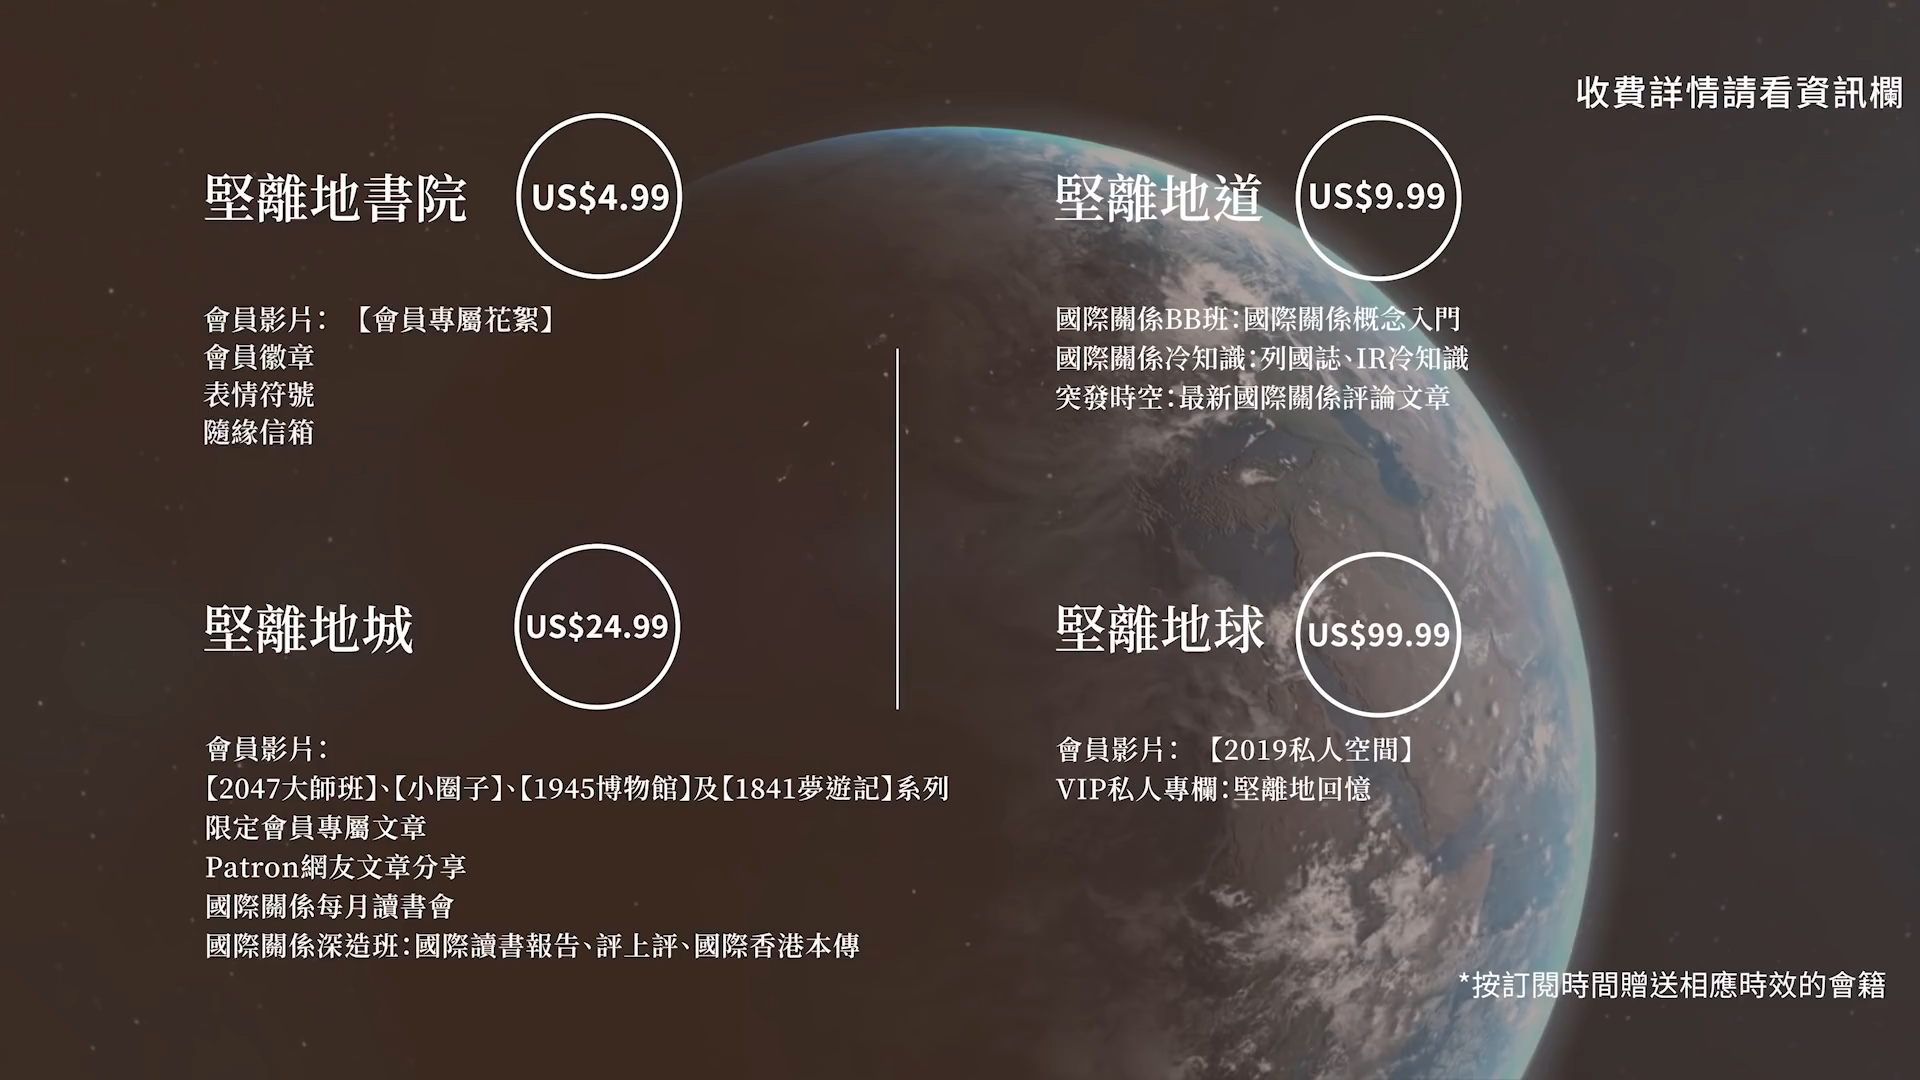 收費詳情請看資訊欄
堅離地書院
US$4.99
會員影片：【會員專屬花絮】
會員徽章
表情符號
隨緣信箱
堅離地道
US$9.99
國際關係BB班：國際關係概念入門
國際關係冷知識：列國誌、IR冷知識
突發時空：最新國際關係評論文章
堅離地城
US$24.99
會員影片：
【2047大師班】、【小圈子】、【1945博物館】及【1841夢遊記】系列
限定會員專屬文章
Patron網友文章分享
國際關係每月讀書會
國際關係深造班：國際讀書報告、評上評、國際香港本傳
堅離地球
US$99.99
會員影片：【2019私人空間】
VIP私人專欄：堅離地回憶
*按訂閱時間贈送相應時效的會籍